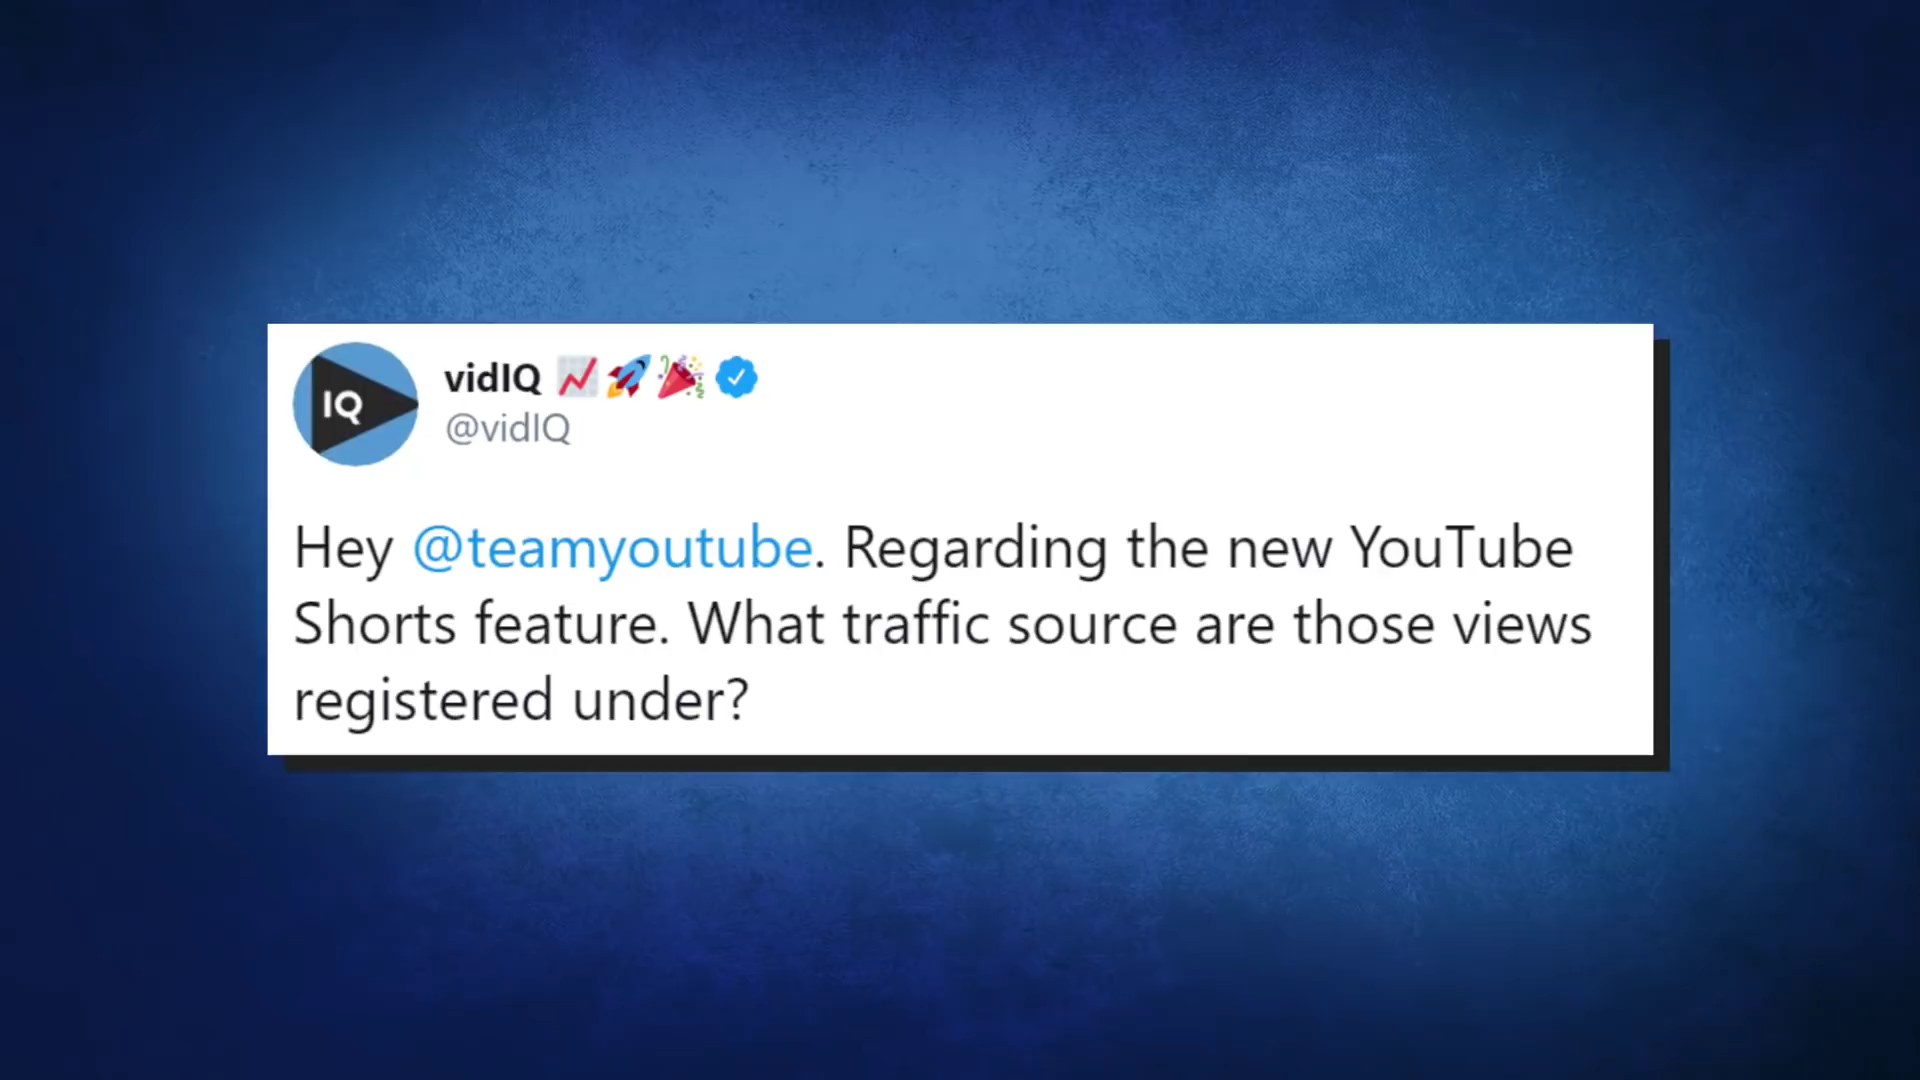 IQ
vidIQ 📈🚀🎉
@vidIQ
Hey @teamyoutube. Regarding the new YouTube
Shorts feature. What traffic source are those views
registered under?